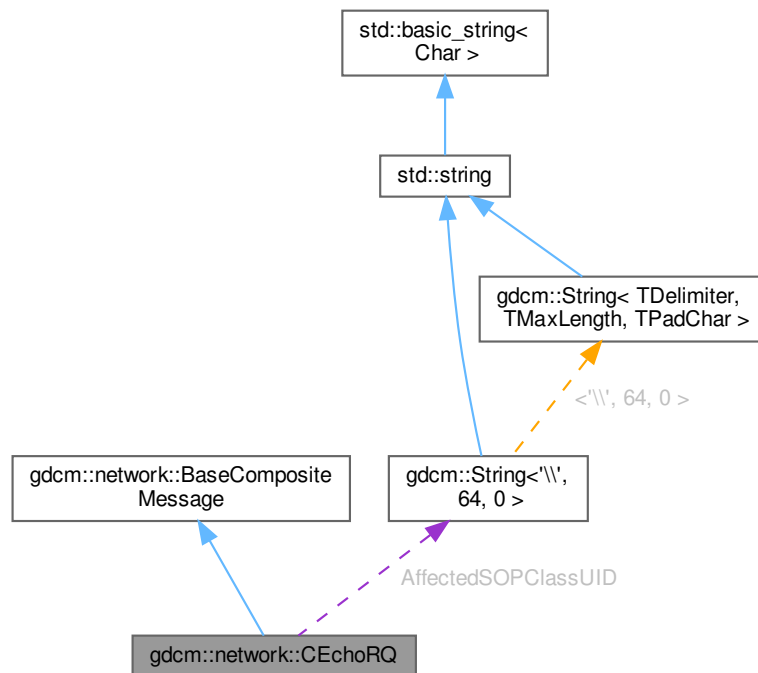 std::basic_string<
Char >
std::string
gdcm::String< TDelimiter,
TMaxLength, TPadChar >
<'\\', 64, 0 >
gdcm::network::BaseComposite
Message
gdcm::String<'\\',
64, 0 >
AffectedSOPClassUID
gdcm::network::CEchoRQ